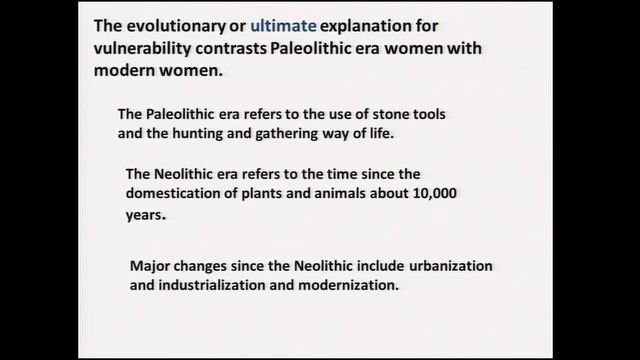 The evolutionary or ultimate explanation for
vulnerability contrasts Paleolithic era women with
modern women.
The Paleolithic era refers to the use of stone tools
and the hunting and gathering way of life.
The Neolithic era refers to the time since the
domestication of plants and animals about 10,000
years.
Major changes since the Neolithic include urbanization
and industrialization and modernization.